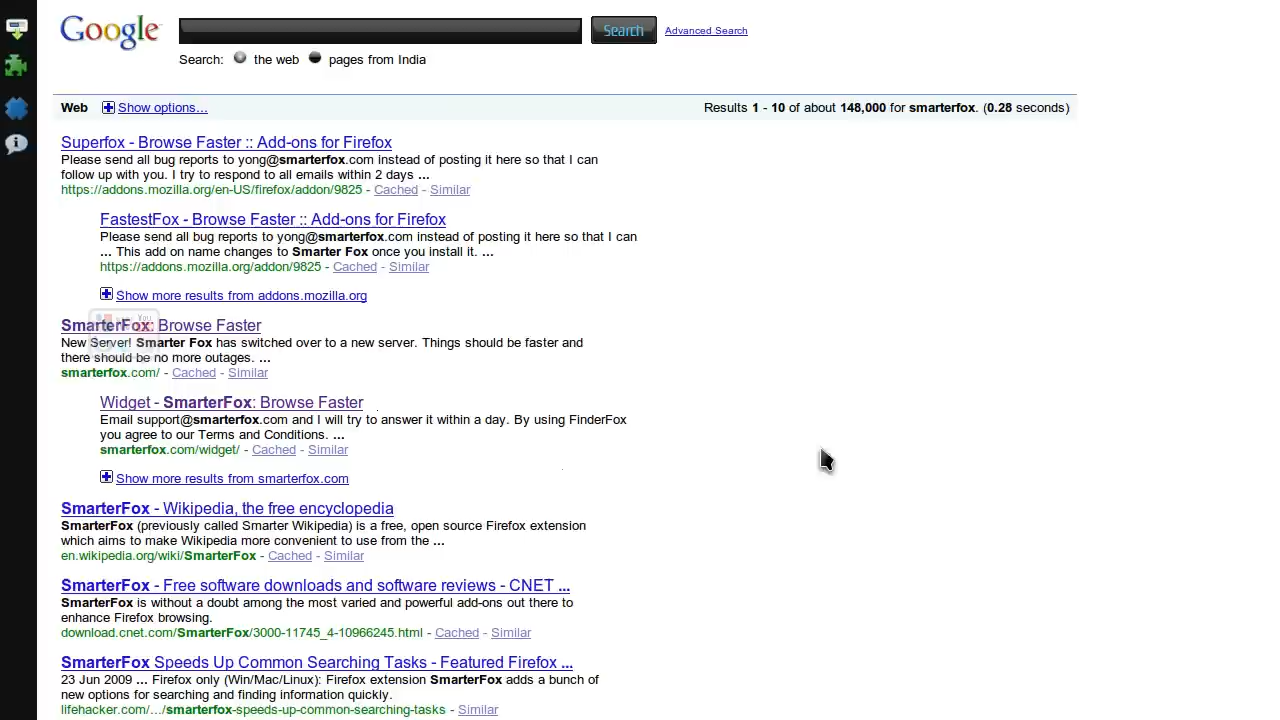 Google
Search
Advanced Search
Search: the web pages from India
Web Show options... Results 1 - 10 of about 148,000 for smarterfox. (0.28 seconds)
Superfox - Browse Faster :: Add-ons for Firefox
Please send all bug reports to yong@smarterfox.com instead of posting it here so that I can
follow up with you. I try to respond to all emails within 2 days ...
https://addons.mozilla.org/en-US/firefox/addon/9825 - Cached - Similar
FastestFox - Browse Faster :: Add-ons for Firefox
Please send all bug reports to yong@smarterfox.com instead of posting it here so that I can
... This add on name changes to Smarter Fox once you install it. ...
https://addons.mozilla.org/addon/9825 - Cached - Similar
Show more results from addons.mozilla.org
SmarterFox: Browse Faster
New Server! Smarter Fox has switched over to a new server. Things should be faster and
there should be no more outages. ...
smarterfox.com/ - Cached - Similar
Widget - SmarterFox: Browse Faster
Email support@smarterfox.com and I will try to answer it within a day. By using FinderFox
you agree to our Terms and Conditions. ...
smarterfox.com/widget/ - Cached - Similar
Show more results from smarterfox.com
SmarterFox - Wikipedia, the free encyclopedia
SmarterFox (previously called Smarter Wikipedia) is a free, open source Firefox extension
which aims to make Wikipedia more convenient to use from the ...
en.wikipedia.org/wiki/SmarterFox - Cached - Similar
SmarterFox - Free software downloads and software reviews - CNET ...
SmarterFox is without a doubt among the most varied and powerful add-ons out there to
enhance Firefox browsing.
download.cnet.com/SmarterFox/3000-11745_4-10966245.html - Cached - Similar
SmarterFox Speeds Up Common Searching Tasks - Featured Firefox ...
23 Jun 2009 ... Firefox only (Win/Mac/Linux): Firefox extension SmarterFox adds a bunch of
new options for searching and finding information quickly.
lifehacker.com/.../smarterfox-speeds-up-common-searching-tasks - Similar